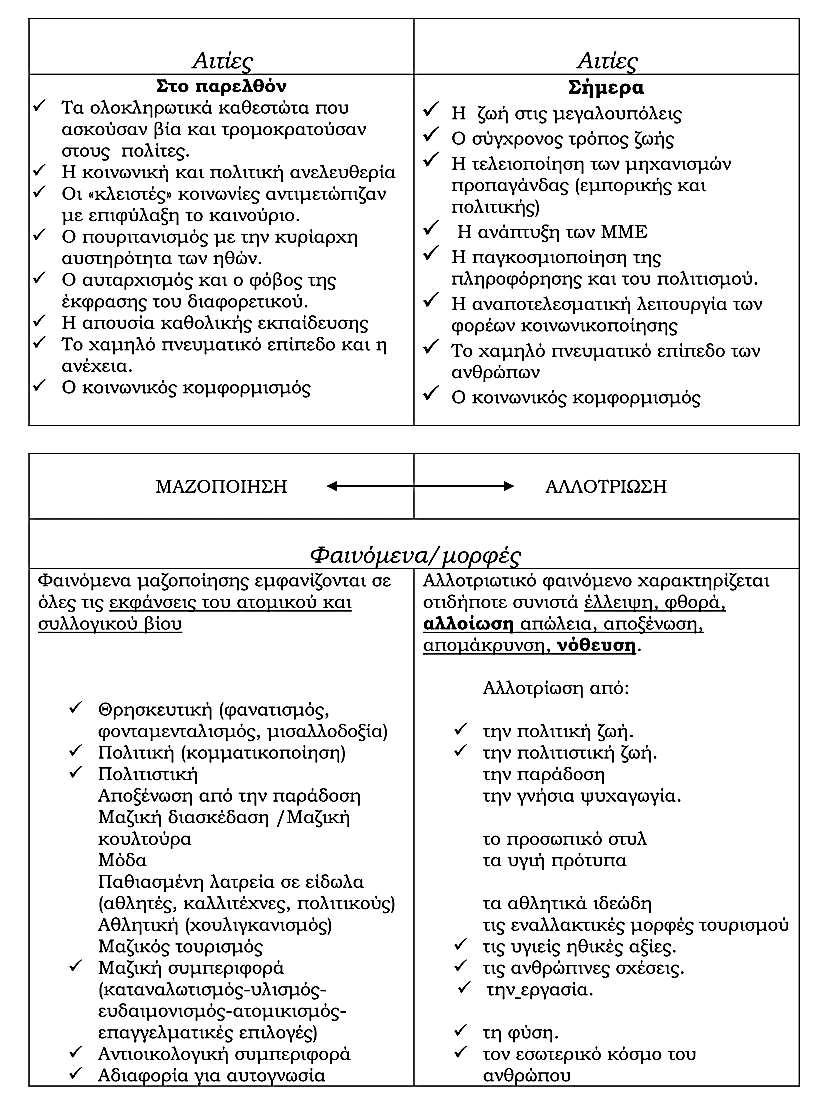 Αιτίες
Στο παρελθόν
✓ Τα ολοκληρωτικά καθεστώτα που
ασκούσαν βία και τρομοκρατούσαν
στους πολίτες.
✓ Η κοινωνική και πολιτική ανελευθερία
✓ Οι «κλειστές» κοινωνίες αντιμετώπιζαν
με επιφύλαξη το καινούριο.
✓ Ο πουριτανισμός με την κυρίαρχη
αυστηρότητα των ηθών.
✓ Ο αυταρχισμός και ο φόβος της
έκφρασης του διαφορετικού.
✓ Η απουσία καθολικής εκπαίδευσης
✓ Το χαμηλό πνευματικό επίπεδο και η
ανέχεια.
✓ Ο κοινωνικός κομφορμισμός
Αιτίες
Σήμερα
✓ Η ζωή στις μεγαλουπόλεις
✓ Ο σύγχρονος τρόπος ζωής
✓ Η τελειοποίηση των μηχανισμών
προπαγάνδας (εμπορικής και
πολιτικής)
✓ Η ανάπτυξη των ΜΜΕ
✓ Η παγκοσμιοποίηση της
πληροφόρησης και του πολιτισμού.
✓ Η αναποτελεσματική λειτουργία των
φορέων κοινωνικοποίησης
✓ Το χαμηλό πνευματικό επίπεδο των
ανθρώπων
✓ Ο κοινωνικός κομφορμισμός
ΜΑΖΟΠΟΙΗΣΗ ΑΛΛΟΤΡΙΩΣΗ
Φαινόμενα/μορφές
Φαινόμενα μαζοποίησης εμφανίζονται σε
όλες τις εκφάνσεις του ατομικού και
συλλογικού βίου
✓ Θρησκευτική (φανατισμός,
φονταμενταλισμός, μισαλλοδοξία)
✓ Πολιτική (κομματικοποίηση)
✓ Πολιτιστική
Αποξένωση από την παράδοση
Μαζική διασκέδαση /Μαζική
κουλτούρα
Μόδα
Παθιασμένη λατρεία σε είδωλα
(αθλητές, καλλιτέχνες, πολιτικούς)
Αθλητική (χουλιγκανισμός)
Μαζικός τουρισμός
✓ Μαζική συμπεριφορά
(καταναλωτισμός-υλισμός-
ευδαιμονισμός-ατομικισμός-
επαγγελματικές επιλογές)
✓ Αντιοικολογική συμπεριφορά
✓ Αδιαφορία για αυτογνωσία
Αλλοτριωτικό φαινόμενο χαρακτηρίζεται
οτιδήποτε συνιστά έλλειψη, φθορά,
αλλοίωση απώλεια, αποξένωση,
απομάκρυνση, νόθευση.
Αλλοτρίωση από:
✓ την πολιτική ζωή.
✓ την πολιτιστική ζωή.
την παράδοση
την γνήσια ψυχαγωγία.
το προσωπικό στυλ
τα υγιή πρότυπα
τα αθλητικά ιδεώδη
τις εναλλακτικές μορφές τουρισμού
✓ τις υγιείς ηθικές αξίες.
✓ τις ανθρώπινες σχέσεις.
✓ την εργασία.
✓ τη φύση.
✓ τον εσωτερικό κόσμο του
ανθρώπου